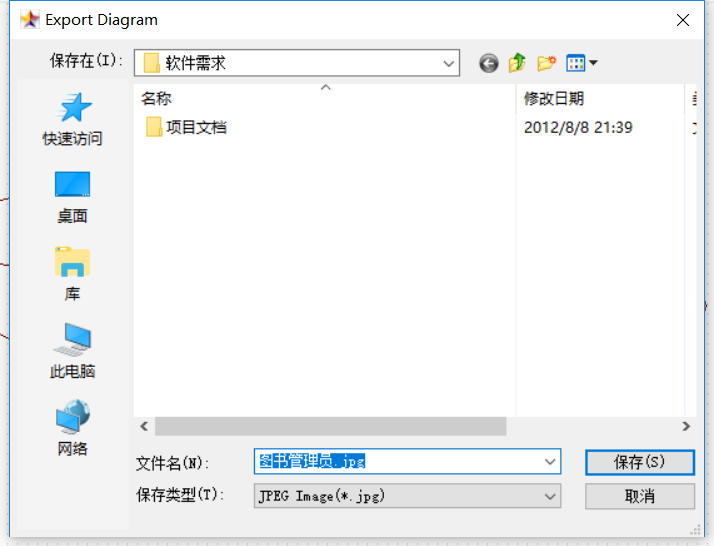 Export Diagram
保存在(I):
软件需求
名称
修改日期
项目文档
2012/8/8 21:39
快速访问
桌面
库
此电脑
网络
文件名(N):
图书管理员.jpg
保存(S)
保存类型(T):
JPEG Image(*.jpg)
取消